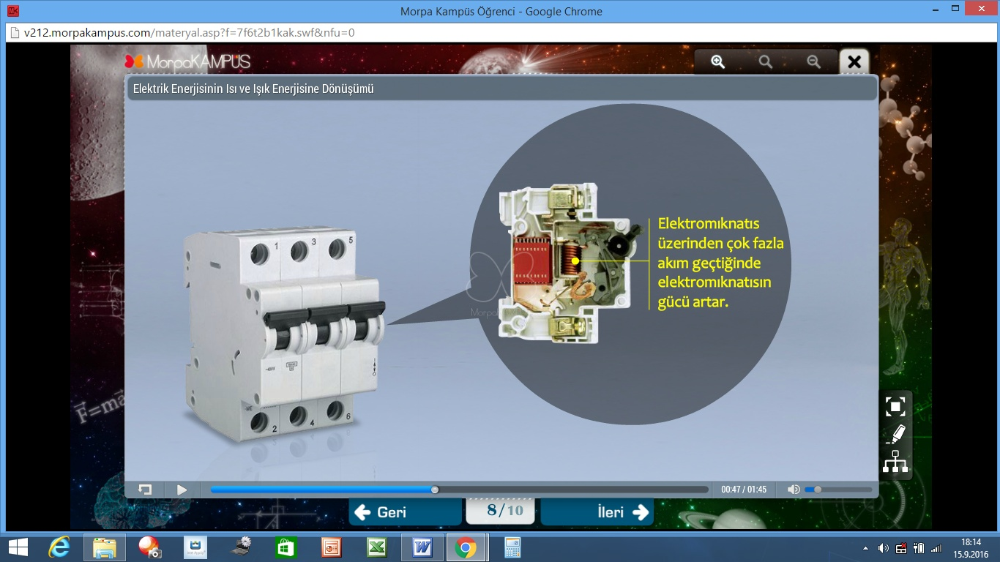 Morpa Kampüs Öğrenci - Google Chrome
v212.morpakampus.com/materyal.asp?f=7f6t2b1kak.swf&nfu=0
MorpaKAMPÜS
Elektrik Enerjisinin Isı ve Işık Enerjisine Dönüşümü
1 3 5
Elektromıknatıs
üzerinden çok fazla
akım geçtiğinde
elektromıknatısın
gücü artar.
~400V
2 4 6
00:47 / 01:45
Geri
8/10
İleri
18:14
15.9.2016